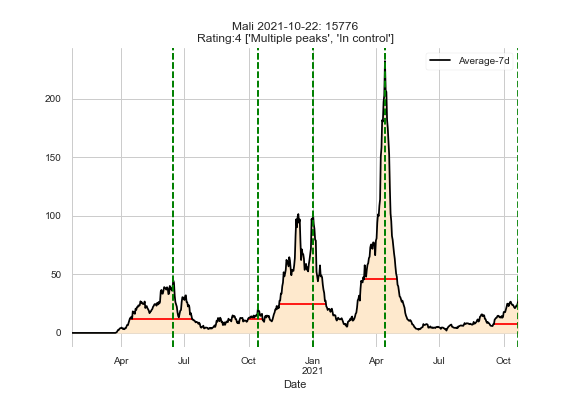 Mali 2021-10-22: 15776
Rating:4 ['Multiple peaks', 'In control']
Average-7d
200
150
100
50
0
Apr
Jul
Oct
Jan
2021
Apr
Jul
Oct
Date